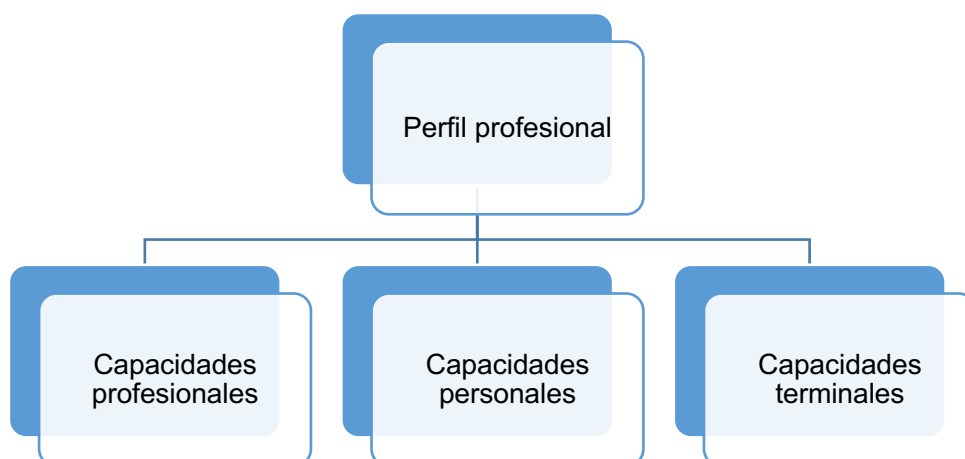 Perfil profesional
Capacidades
profesionales
Capacidades
personales
Capacidades
terminales